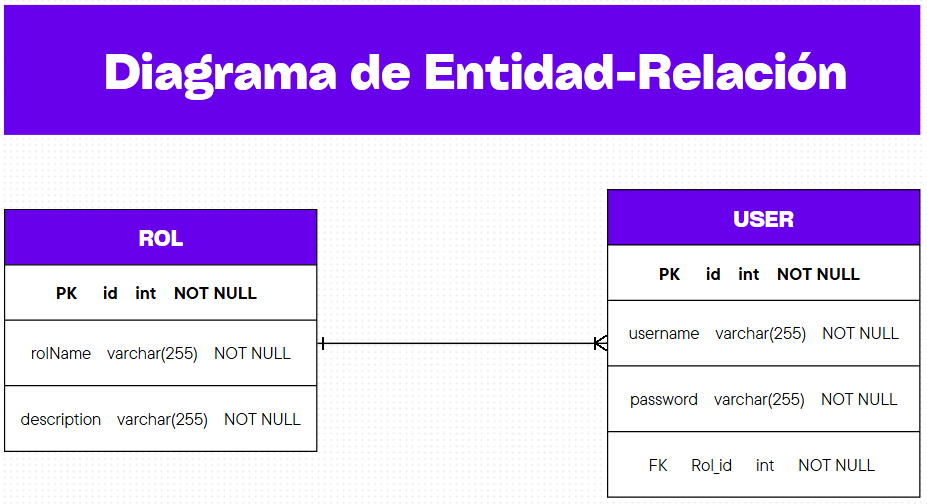 Diagrama de Entidad-Relación
ROL
PK id int NOT NULL
rolName varchar(255) NOT NULL
description varchar(255) NOT NULL
USER
PK id int NOT NULL
username varchar(255) NOT NULL
password varchar(255) NOT NULL
FK Rol_id int NOT NULL